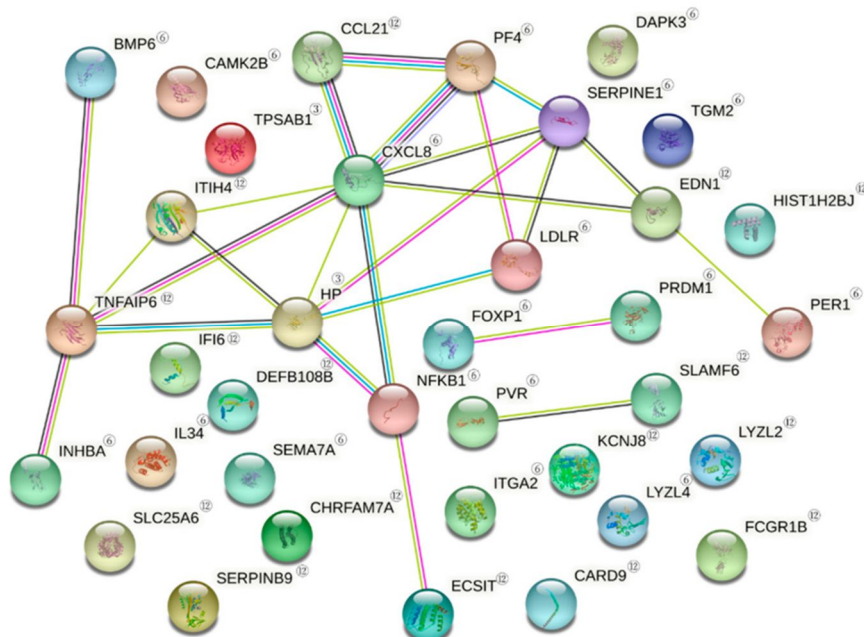 CCL21⑫
PF4⑥
DAPK3⑥
BMP6⑥
CAMK2B⑥
SERPINE1⑥
TPSAB1③
TGM2⑥
CXCL8⑥
ITIH4⑫
EDN1⑫
HIST1H2BJ⑫
LDLR⑥
HP③
TNFAIP6⑫
PRDM1⑥
FOXP1⑥
PER1⑥
IFI6⑫
DEFB108B⑫
NFKB1⑥
SLAMF6⑫
PVR⑥
IL34⑥
INHBA⑥
SEMA7A⑥
KCNJ8⑫
LYZL2⑫
ITGA2⑥
LYZL4⑥
SLC25A6⑫
CHRFAM7A⑫
FCGR1B⑫
SERPINB9⑫
ECSIT⑫
CARD9⑫